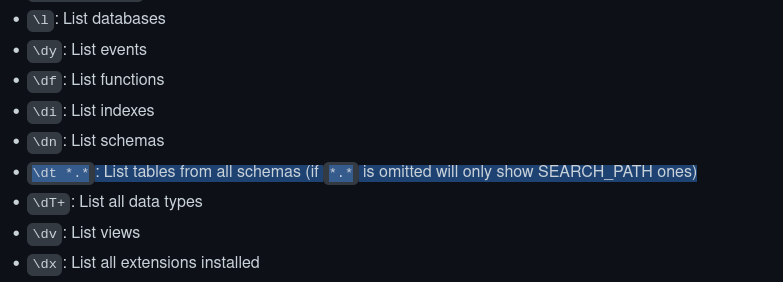 \l: List databases
\dy: List events
\df: List functions
\di: List indexes
\dn: List schemas
\dt *.*: List tables from all schemas (if *.* is omitted will only show SEARCH_PATH ones)
\dT+: List all data types
\dv: List views
\dx: List all extensions installed